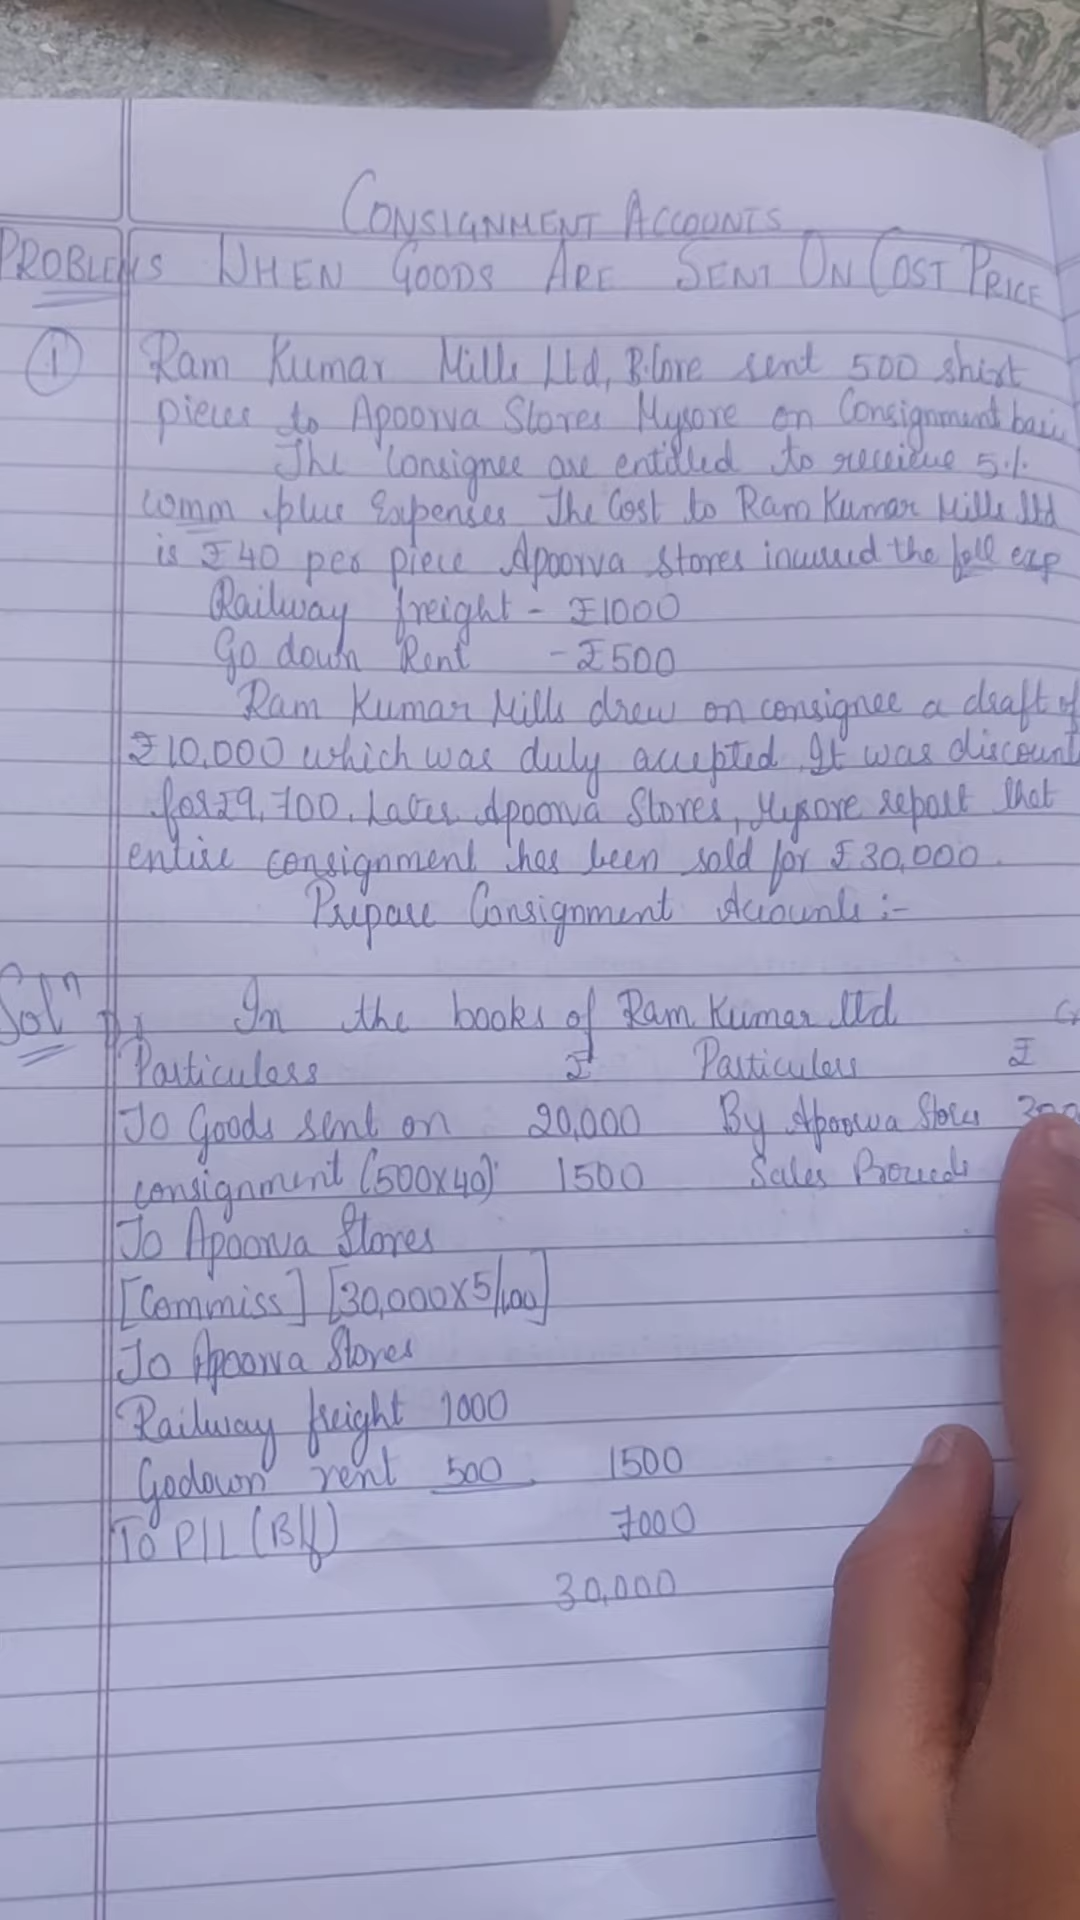 CONSIGNMENT ACCOUNTS
PROBLEMS WHEN GOODS ARE SENT ON COST PRICE
1 Ram Kumar Mills Ltd, B.lore sent 500 shirt
pieces to Apoorva Stores Mysore on Consignment
The Consignee are entitled to receieve 5%
comm plus Expenses The Cost to Ram Kumar Mills ltd
is ₹40 per piece Apoorva Stores incurred the foll exp
Railway freight - ₹1000
Go down Rent - ₹500
Ram Kumar Mills drew on consignee a draft of
₹10,000 which was duly accepted. It was discount
for ₹9,700. Later Apoorva Stores, Mysore report that
entire consignment has been sold for ₹30,000.
Prepare Consignment Accounts :-
Solⁿ Dr In the books of Ram Kumar ltd
Particulars ₹ Particulars ₹
To Goods sent on 20,000 By Apoorva Stores
consignment (500x40) 1500 Sales Proceeds
To Apoorva Stores
[Commiss] [30,000x5/100]
To Apoorva Stores
Railway freight 1000
Godown rent 500 1500
To P/L (B/f) 7000
30,000